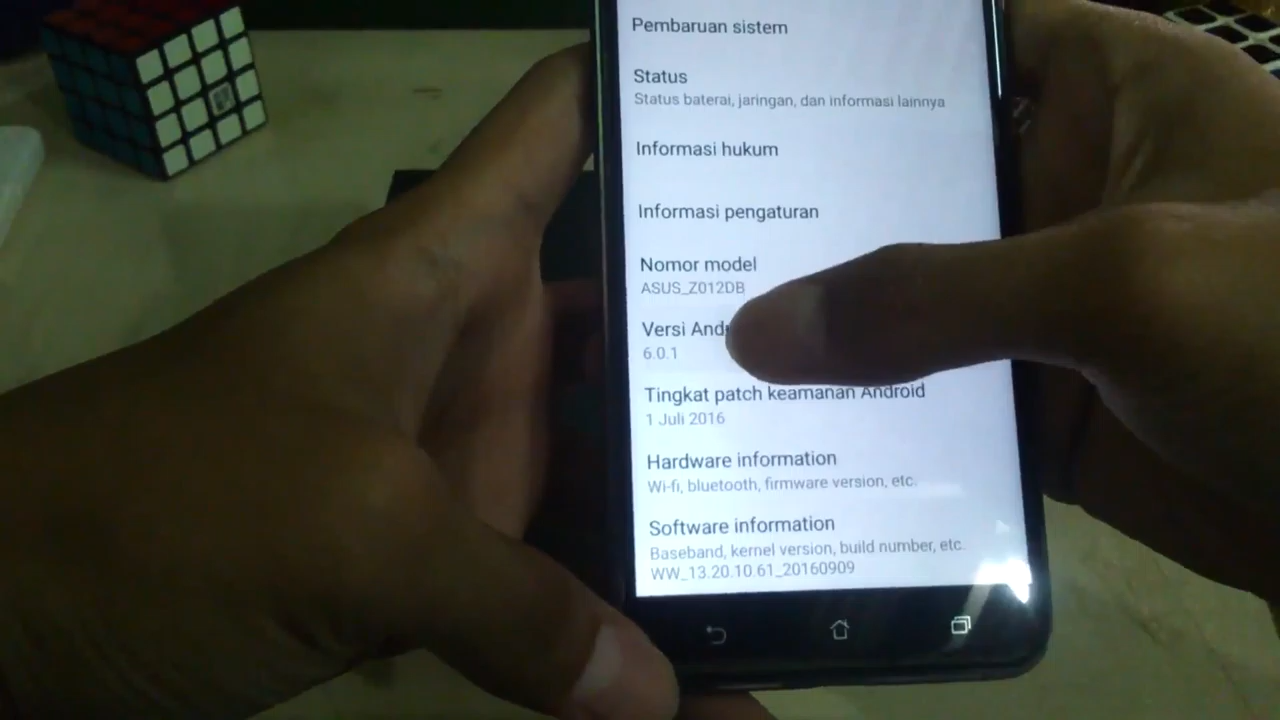 Pembaruan sistem
Status
Status baterai, jaringan, dan informasi lainnya
Informasi hukum
Informasi pengaturan
Nomor model
ASUS_Z012DB
Versi
6.0.1
Tingkat patch keamanan Android
1 Juli 2016
Hardware information
Wi-fi, bluetooth, firmware version, etc.
Software information
Baseband, kernel version, build number, etc.
WW_13.20.10.61_20160909